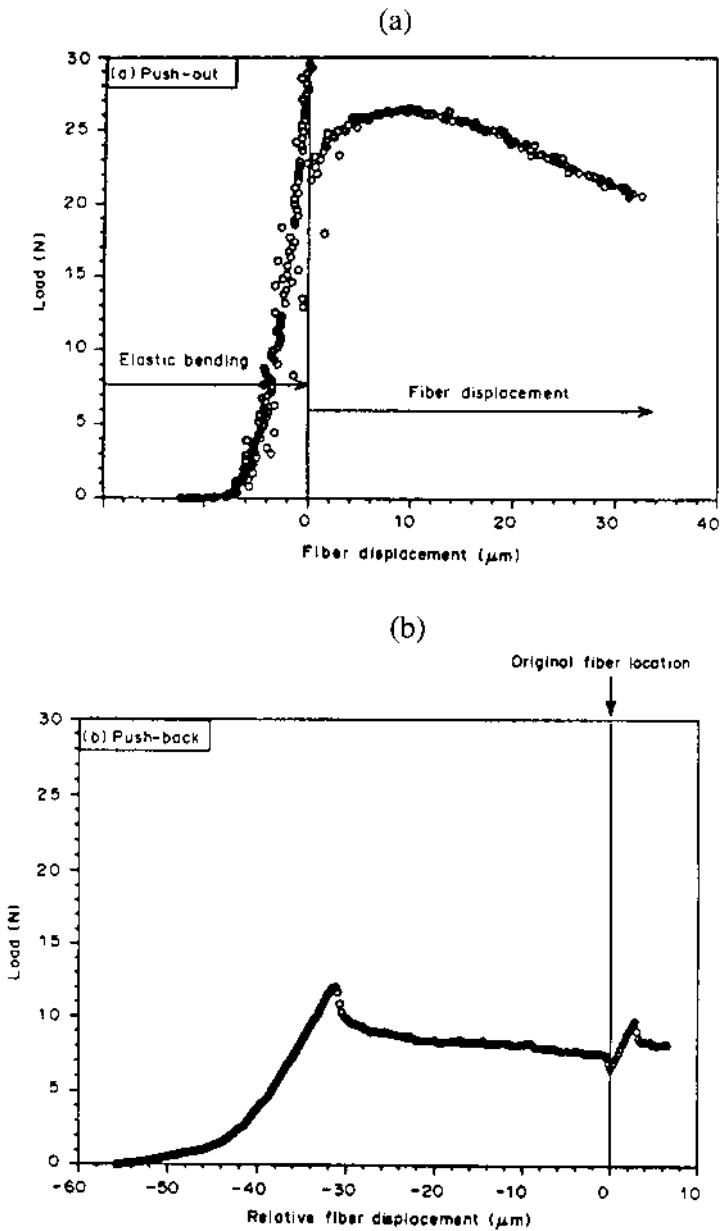 (a)
(a) Push-out
30
25
20
15
10
5
0
Load (N)
Elastic bending
Fiber displacement
0 10 20 30 40
Fiber displacement (μm)
(b)
Original fiber location
(b) Push-back
30
25
20
15
10
5
0
Load (N)
-60 -50 -40 -30 -20 -10 0 10
Relative fiber displacement (μm)